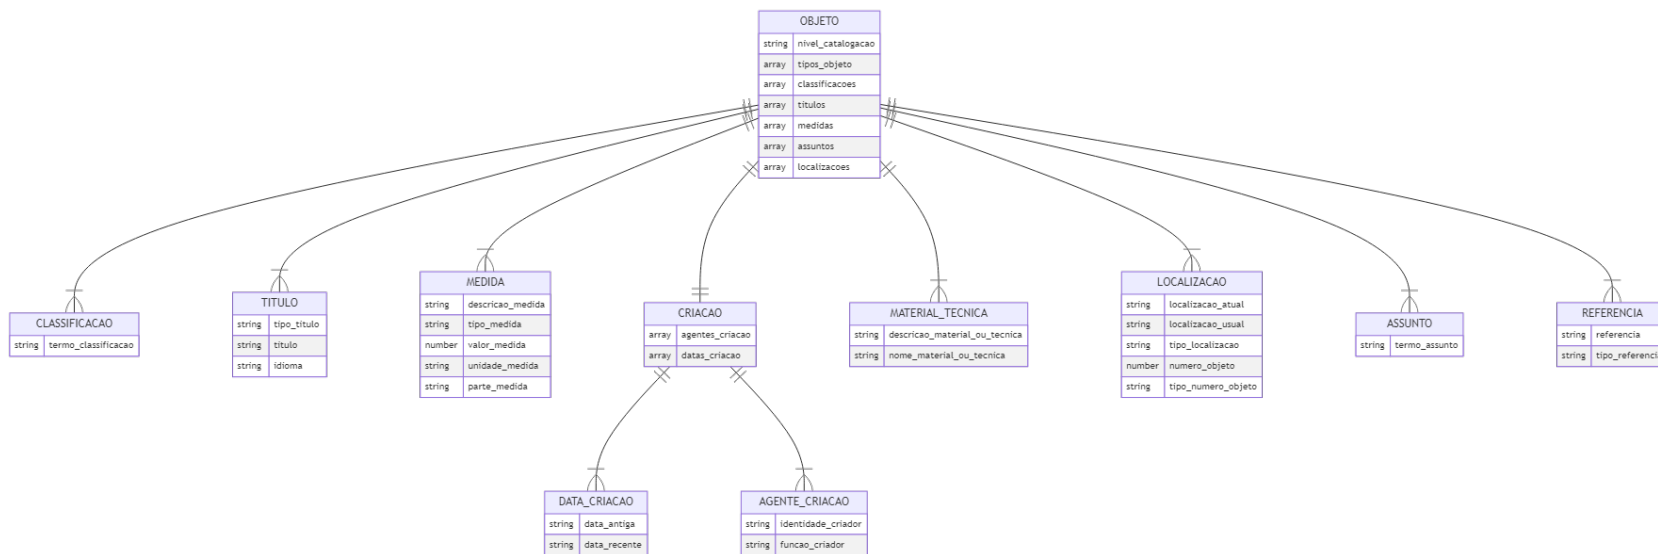 OBJETO
string nivel_catalogacao
array tipos_objeto
array classificacoes
array titulos
array medidas
array assuntos
array localizacoes
CLASSIFICACAO
string termo_classificacao
TITULO
string tipo_titulo
string titulo
string idioma
MEDIDA
string descricao_medida
string tipo_medida
number valor_medida
string unidade_medida
string parte_medida
CRIACAO
array agentes_criacao
array datas_criacao
MATERIAL_TECNICA
string descricao_material_ou_tecnica
string nome_material_ou_tecnica
LOCALIZACAO
string localizacao_atual
string localizacao_usual
string tipo_localizacao
number numero_objeto
string tipo_numero_objeto
ASSUNTO
string termo_assunto
REFERENCIA
string referencia
string tipo_referenci
DATA_CRIACAO
string data_antiga
string data_recente
AGENTE_CRIACAO
string identidade_criador
string funcao_criador